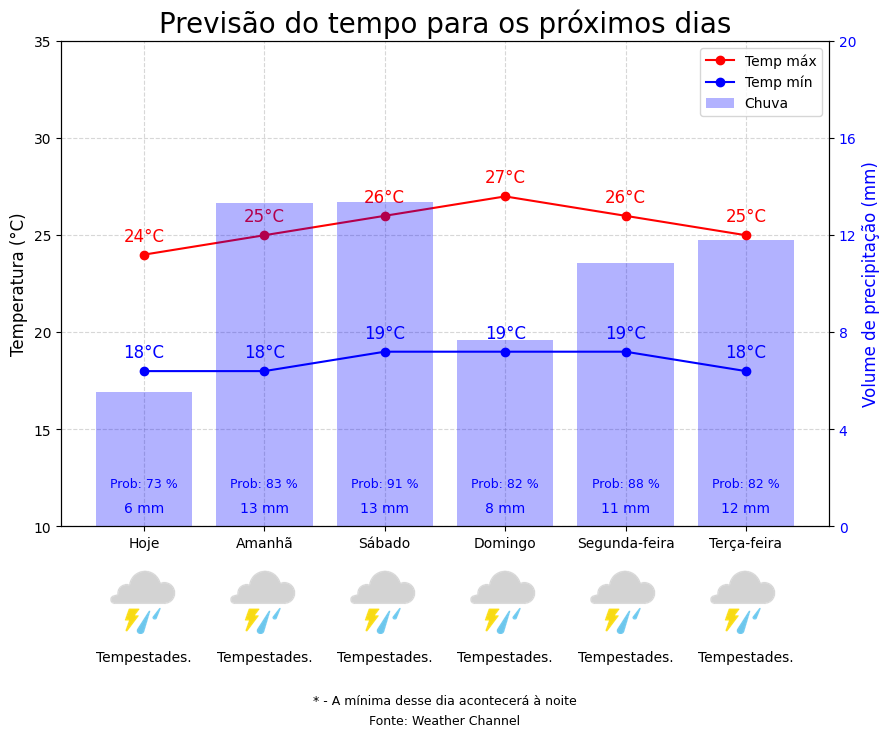 Previsão do tempo para os próximos dias
35
30
25
20
15
10
Temperatura (°C)
20
16
12
8
4
0
Volume de precipitação (mm)
Temp máx
Temp mín
Chuva
24°C
25°C
26°C
27°C
26°C
25°C
18°C
18°C
19°C
19°C
19°C
18°C
Prob: 73 %
Prob: 83 %
Prob: 91 %
Prob: 82 %
Prob: 88 %
Prob: 82 %
6 mm
13 mm
13 mm
8 mm
11 mm
12 mm
Hoje
Amanhã
Sábado
Domingo
Segunda-feira
Terça-feira
Tempestades.
Tempestades.
Tempestades.
Tempestades.
Tempestades.
Tempestades.
* - A mínima desse dia acontecerá à noite
Fonte: Weather Channel